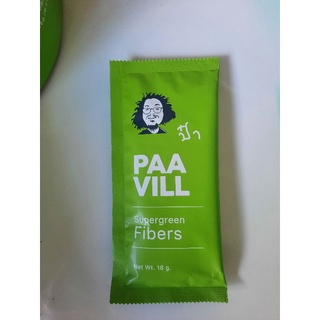 ป๋า
PAA
VILL
Supergreen
Fibers
Net Wt. 18 g.